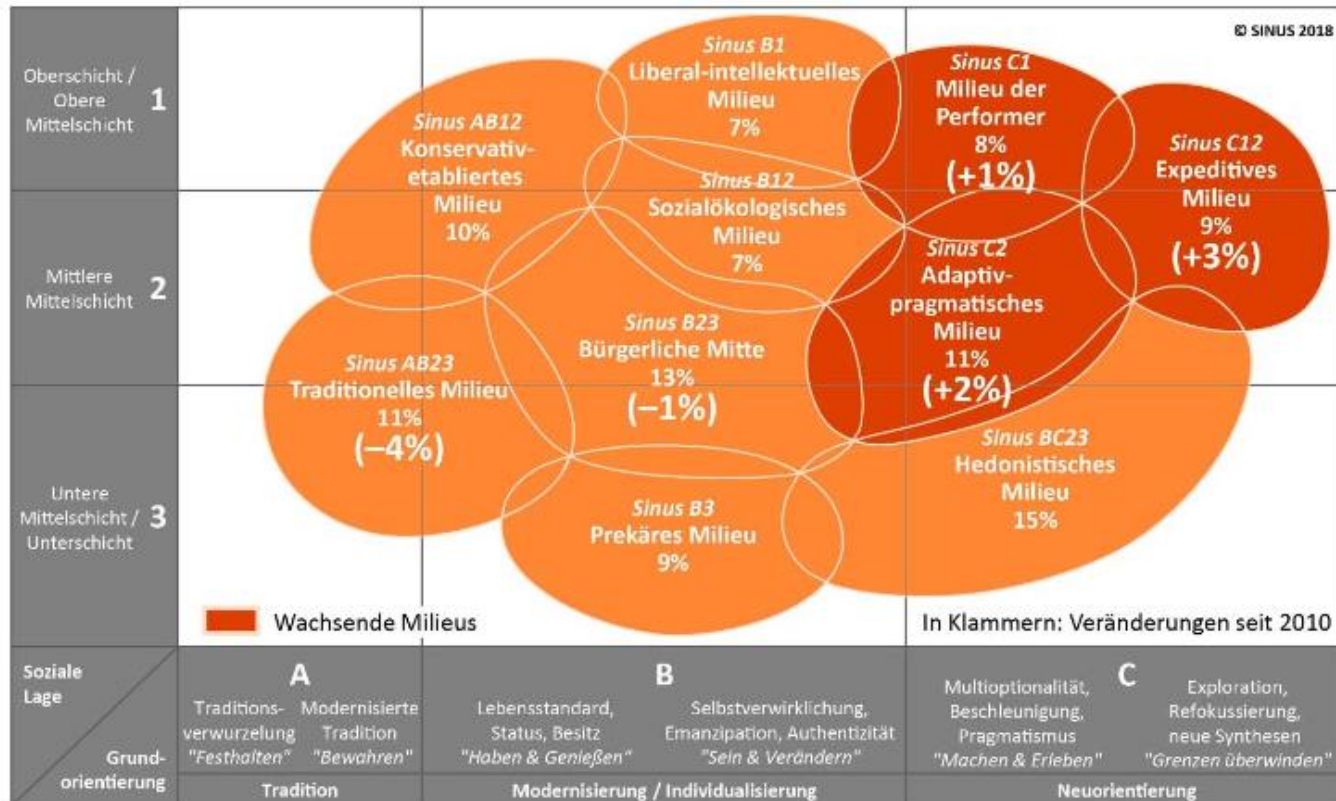 © SINUS 2018
Oberschicht /
Obere
Mittelschicht
1
Sinus B1
Liberal-intellektuelles
Milieu
7%
Sinus C1
Milieu der
Performer
8%
(+1%)
Sinus AB12
Konservativ-
etabliertes
Milieu
10%
Sinus B12
Sozialökologisches
Milieu
7%
Sinus C12
Expeditives
Milieu
9%
(+3%)
Mittlere
Mittelschicht
2
Sinus C2
Adaptiv-
pragmatisches
Milieu
11%
(+2%)
Sinus B23
Bürgerliche Mitte
13%
(–1%)
Sinus AB23
Traditionelles Milieu
11%
(–4%)
Untere
Mittelschicht /
Unterschicht
3
Sinus BC23
Hedonistisches
Milieu
15%
Sinus B3
Prekäres Milieu
9%
Wachsende Milieus
In Klammern: Veränderungen seit 2010
Soziale
Lage
Grund-
orientierung
A
Traditions-
verwurzelung
"Festhalten"
Modernisierte
Tradition
"Bewahren"
Tradition
B
Lebensstandard,
Status, Besitz
"Haben & Genießen"
Selbstverwirklichung,
Emanzipation, Authentizität
"Sein & Verändern"
Modernisierung / Individualisierung
C
Multioptionalität,
Beschleunigung,
Pragmatismus
"Machen & Erleben"
Exploration,
Refokussierung,
neue Synthesen
"Grenzen überwinden"
Neuorientierung